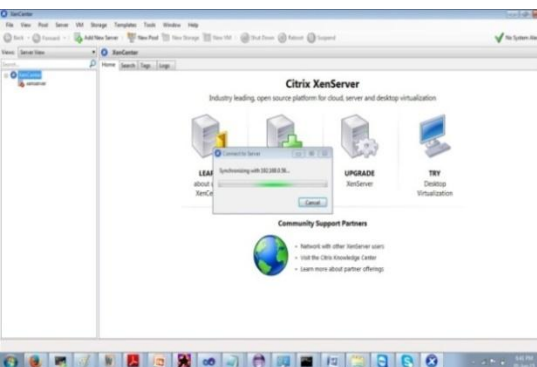 XenCenter
File View Pool Server VM Storage Templates Tools Window Help
Back Forward Add New Server New Pool New Storage New VM Shut Down Reboot Suspend No System Alerts
Views: Server View XenCenter
Search... Home Search Tags Logs
XenCenter
xenserver
Citrix XenServer
Industry leading, open source platform for cloud, server and desktop virtualization
LEA
about
XenCe
UPGRADE
XenServer
TRY
Desktop
Virtualization
Connect to Server
Synchronizing with 192.168.0.36...
Cancel
Community Support Partners
Network with other XenServer users
Visit the Citrix Knowledge Center
Learn more about partner offerings